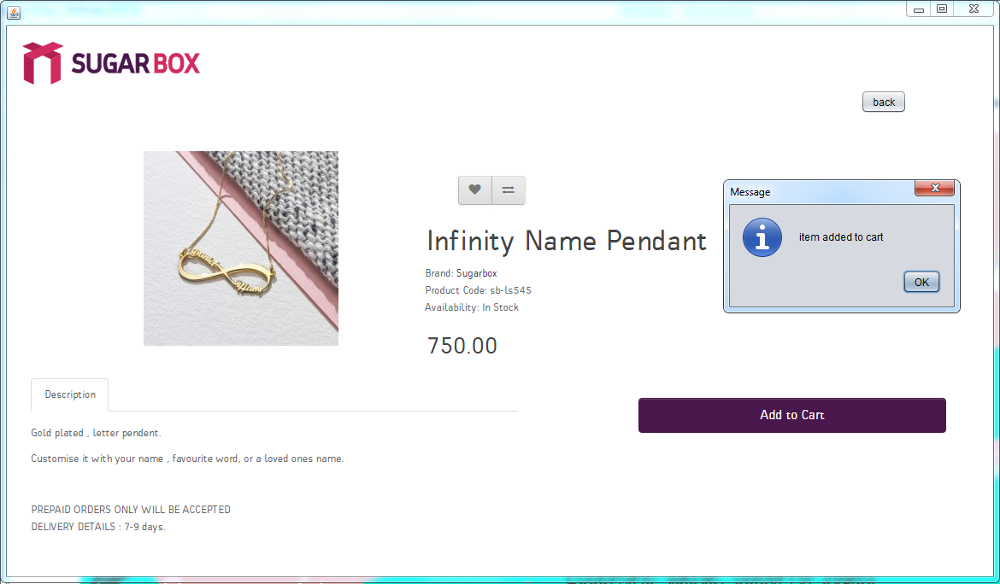 SUGARBOX
back
Message
item added to cart
OK
Infinity Name Pendant
Brand: Sugarbox
Product Code: sb-ls545
Availability: In Stock
750.00
Description
Add to Cart
Gold plated , letter pendent.
Customise it with your name , favourite word, or a loved ones name.
PREPAID ORDERS ONLY WILL BE ACCEPTED
DELIVERY DETAILS : 7-9 days.